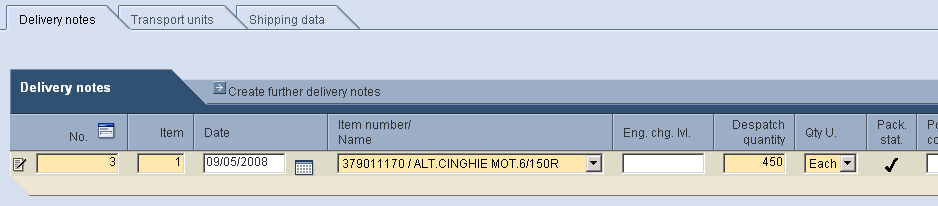 Delivery notes Transport units Shipping data
Delivery notes
Create further delivery notes
No. Item Date Item number/ Name Eng. chg. lvl. Despatch quantity Qty U. Pack. stat.
3 1 09/05/2008 379011170 / ALT.CINGHIE MOT.6/150R 450 Each